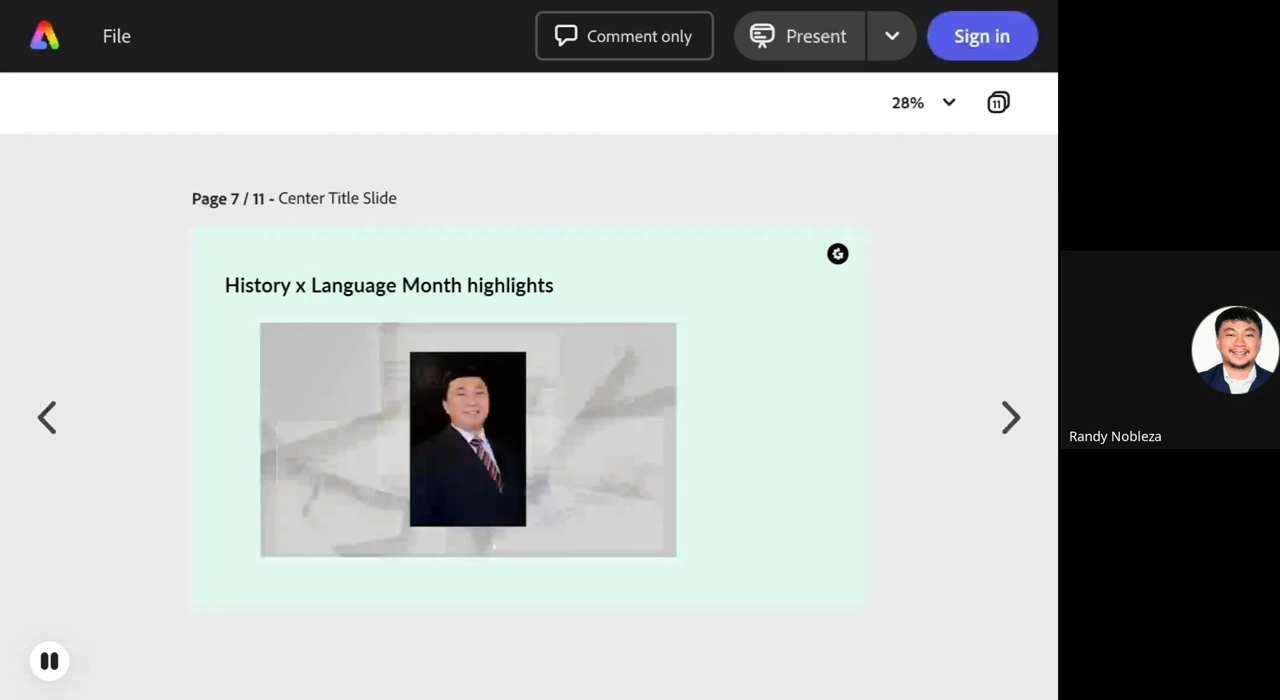 File
Comment only
Present
Sign in
28%
11
Page 7 / 11 - Center Title Slide
G
History x Language Month highlights
Randy Nobleza